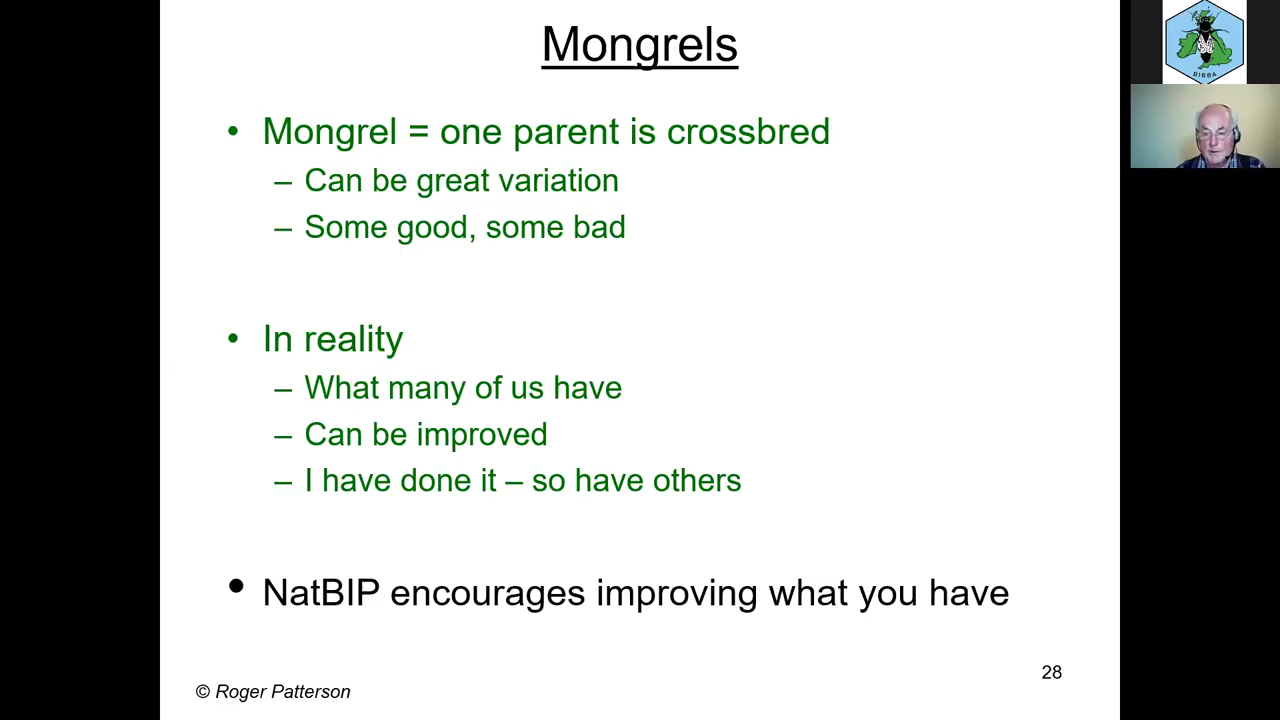 Mongrels
• Mongrel = one parent is crossbred
– Can be great variation
– Some good, some bad
• In reality
– What many of us have
– Can be improved
– I have done it – so have others
• NatBIP encourages improving what you have
28
© Roger Patterson
BIBBA